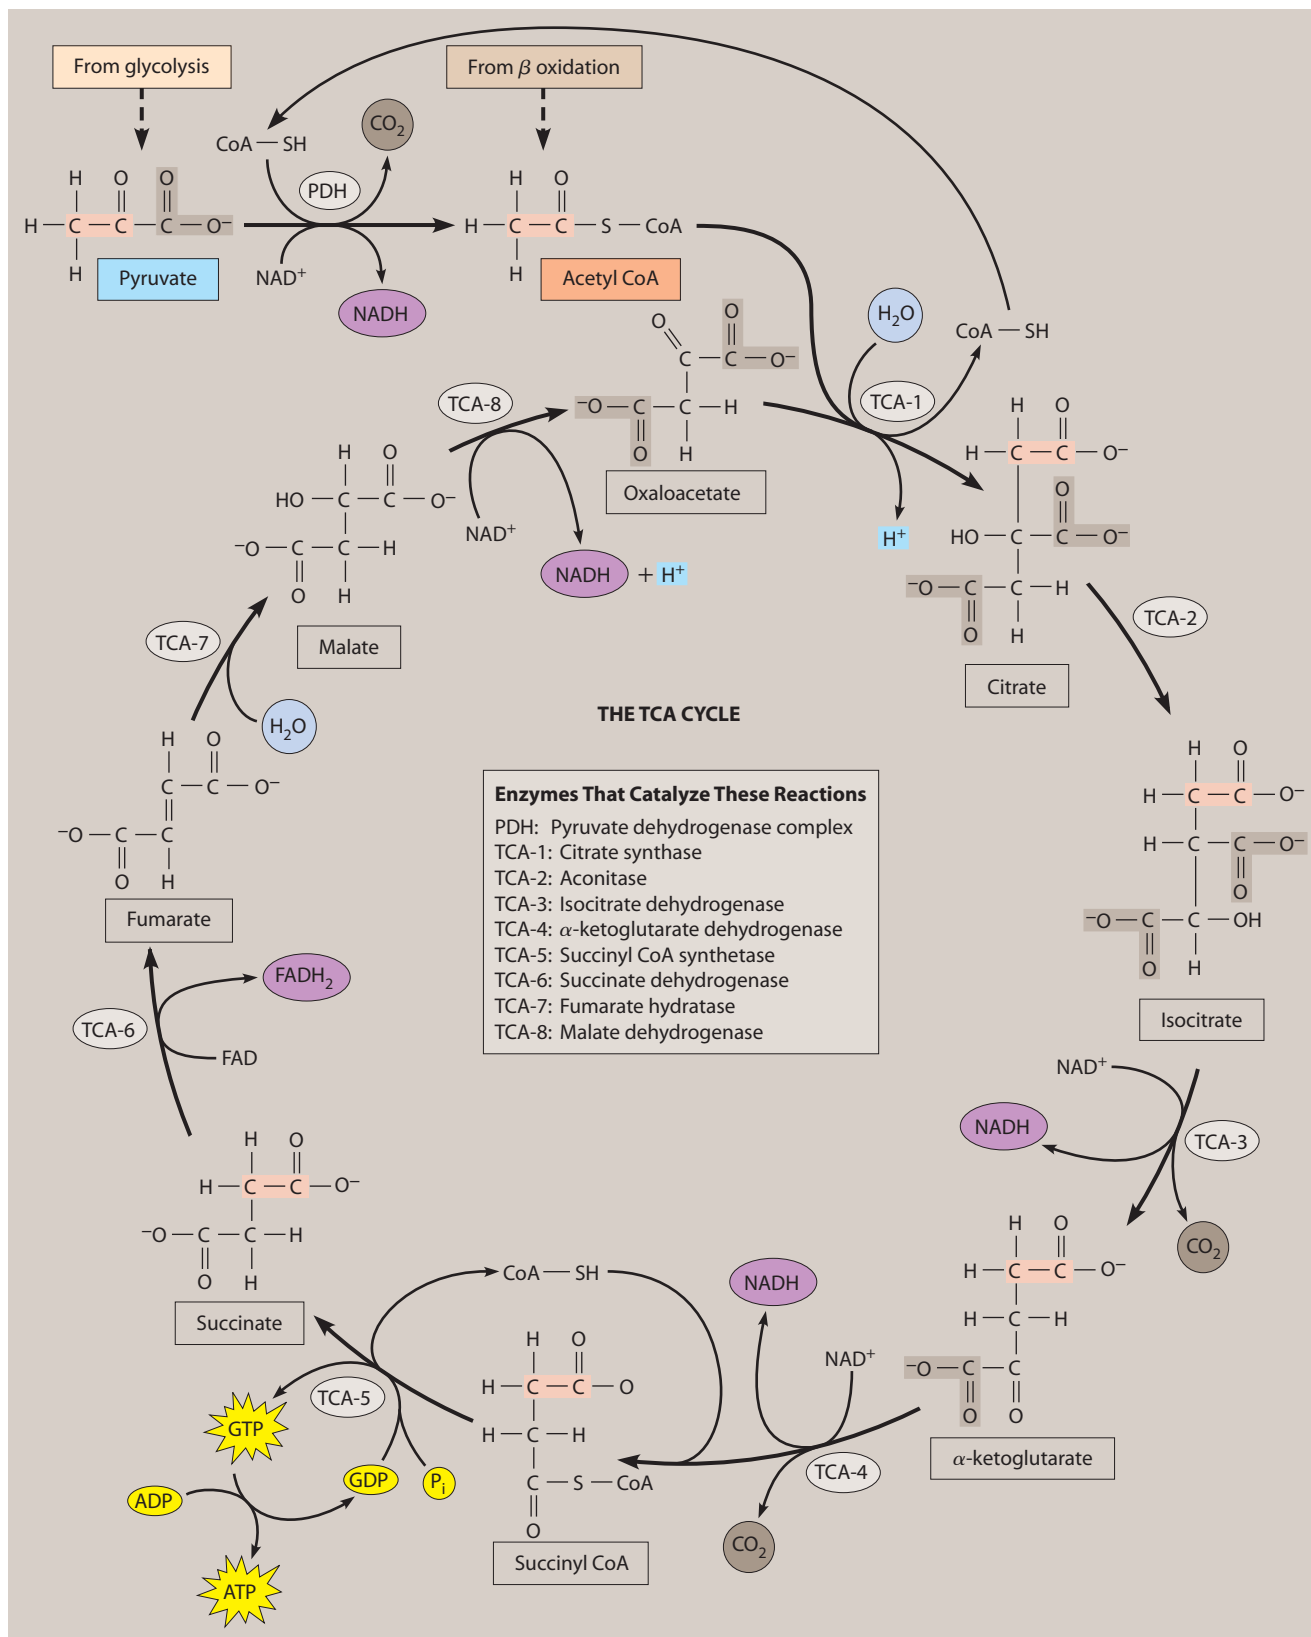 From glycolysis
From β oxidation
CoA — SH
CO₂
PDH
H O O
H — C — C — C — O⁻
H
Pyruvate
NAD⁺
NADH
H O
H — C — C — S — CoA
H
Acetyl CoA
H₂O
CoA — SH
TCA-1
H⁺
O O
C — C — O⁻
⁻O — C — C — H
O H
Oxaloacetate
TCA-8
NAD⁺
NADH + H⁺
H O
HO — C — C — O⁻
⁻O — C — C — H
O H
Malate
H O
H — C — C — O⁻
O
HO — C — C — O⁻
⁻O — C — C — H
O H
Citrate
TCA-2
TCA-7
H₂O
THE TCA CYCLE
H O
C — C — O⁻
⁻O — C — C
O H
Fumarate
Enzymes That Catalyze These Reactions
PDH: Pyruvate dehydrogenase complex
TCA-1: Citrate synthase
TCA-2: Aconitase
TCA-3: Isocitrate dehydrogenase
TCA-4: α-ketoglutarate dehydrogenase
TCA-5: Succinyl CoA synthetase
TCA-6: Succinate dehydrogenase
TCA-7: Fumarate hydratase
TCA-8: Malate dehydrogenase
H O
H — C — C — O⁻
H — C — C — O⁻
O
⁻O — C — C — OH
O H
Isocitrate
FADH₂
TCA-6
FAD
NAD⁺
NADH
TCA-3
CO₂
H O
H — C — C — O⁻
⁻O — C — C — H
O H
Succinate
H O
H — C — C — O⁻
H — C — H
⁻O — C — C
O O
α-ketoglutarate
CoA — SH
NADH
NAD⁺
TCA-4
CO₂
H O
H — C — C — O
H — C — H
C — S — CoA
O
Succinyl CoA
TCA-5
GTP
GDP
Pᵢ
ADP
ATP